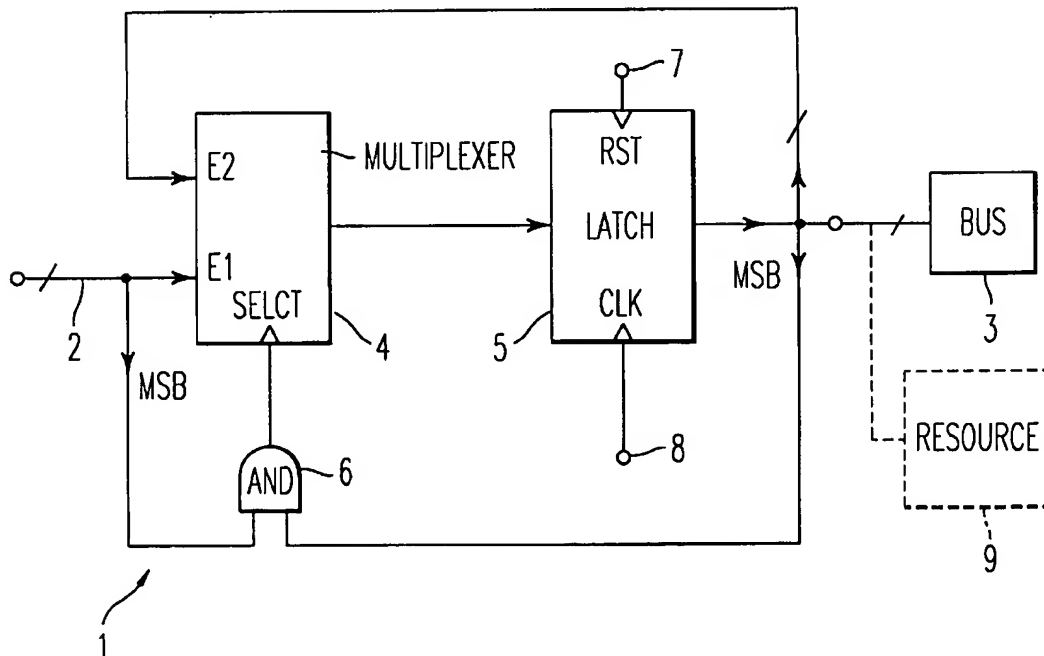 7
MULTIPLEXER
RST
E2
LATCH
BUS
E1
MSB
SELCT
CLK
2
4
5
3
MSB
RESOURCE
8
AND
6
9
1